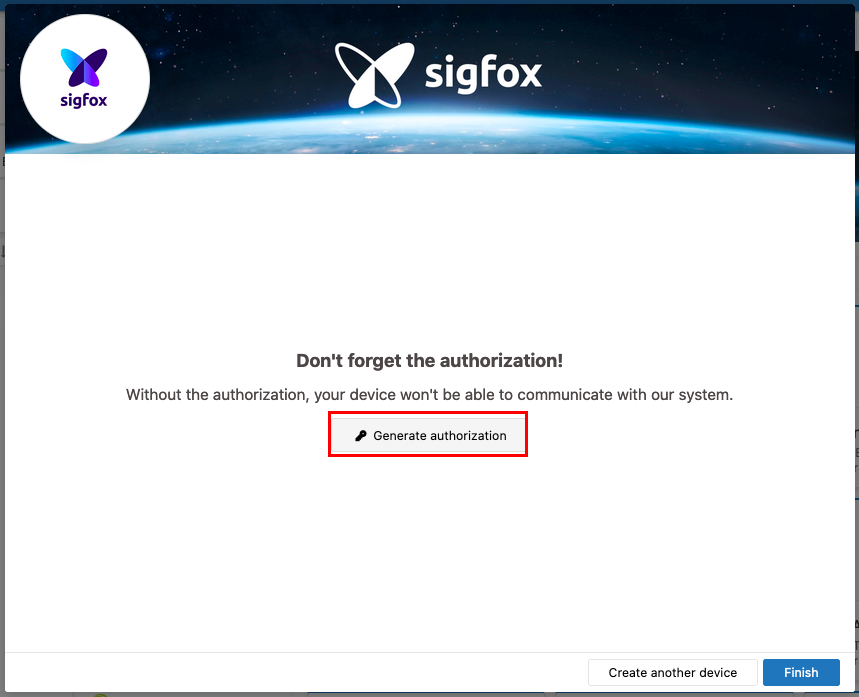 sigfox
sigfox
Don't forget the authorization!
Without the authorization, your device won't be able to communicate with our system.
Generate authorization
Create another device
Finish